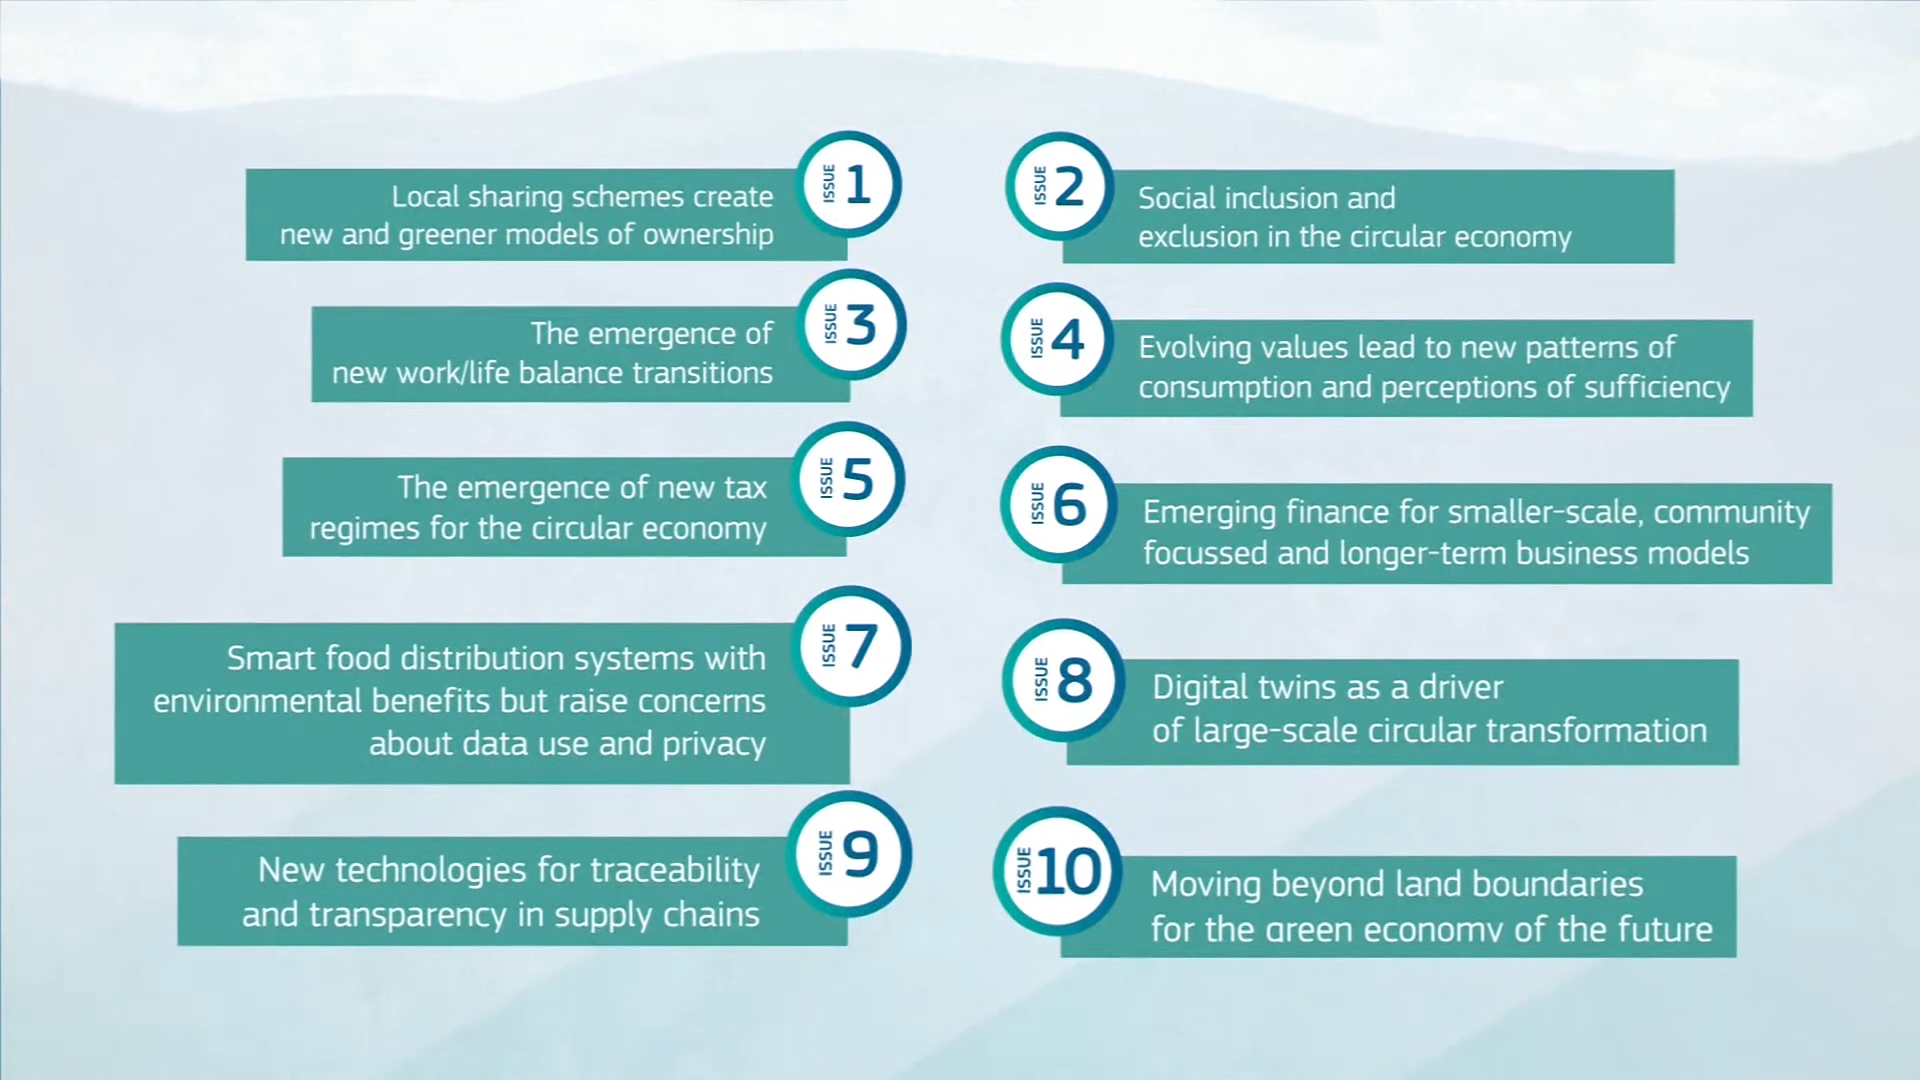 ISSUE 1
Local sharing schemes create
new and greener models of ownership
ISSUE 2
Social inclusion and
exclusion in the circular economy
ISSUE 3
The emergence of
new work/life balance transitions
ISSUE 4
Evolving values lead to new patterns of
consumption and perceptions of sufficiency
ISSUE 5
The emergence of new tax
regimes for the circular economy
ISSUE 6
Emerging finance for smaller-scale, community
focussed and longer-term business models
ISSUE 7
Smart food distribution systems with
environmental benefits but raise concerns
about data use and privacy
ISSUE 8
Digital twins as a driver
of large-scale circular transformation
ISSUE 9
New technologies for traceability
and transparency in supply chains
ISSUE 10
Moving beyond land boundaries
for the green economy of the future